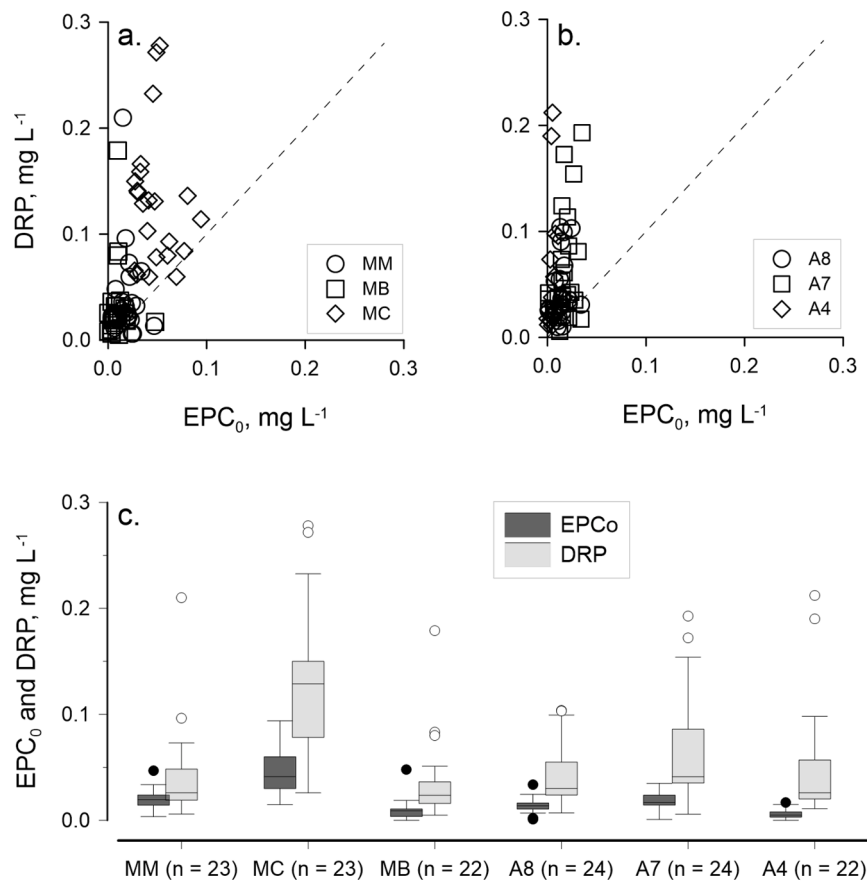 a.
0.3
0.2
0.1
0.0
DRP, mg L⁻¹
MM
MB
MC
0.0 0.1 0.2 0.3
EPC₀, mg L⁻¹
b.
0.3
0.2
0.1
0.0
A8
A7
A4
0.0 0.1 0.2 0.3
EPC₀, mg L⁻¹
c.
0.3
0.2
0.1
0.0
EPC₀ and DRP, mg L⁻¹
EPCo
DRP
MM (n = 23) MC (n = 23) MB (n = 22) A8 (n = 24) A7 (n = 24) A4 (n = 22)